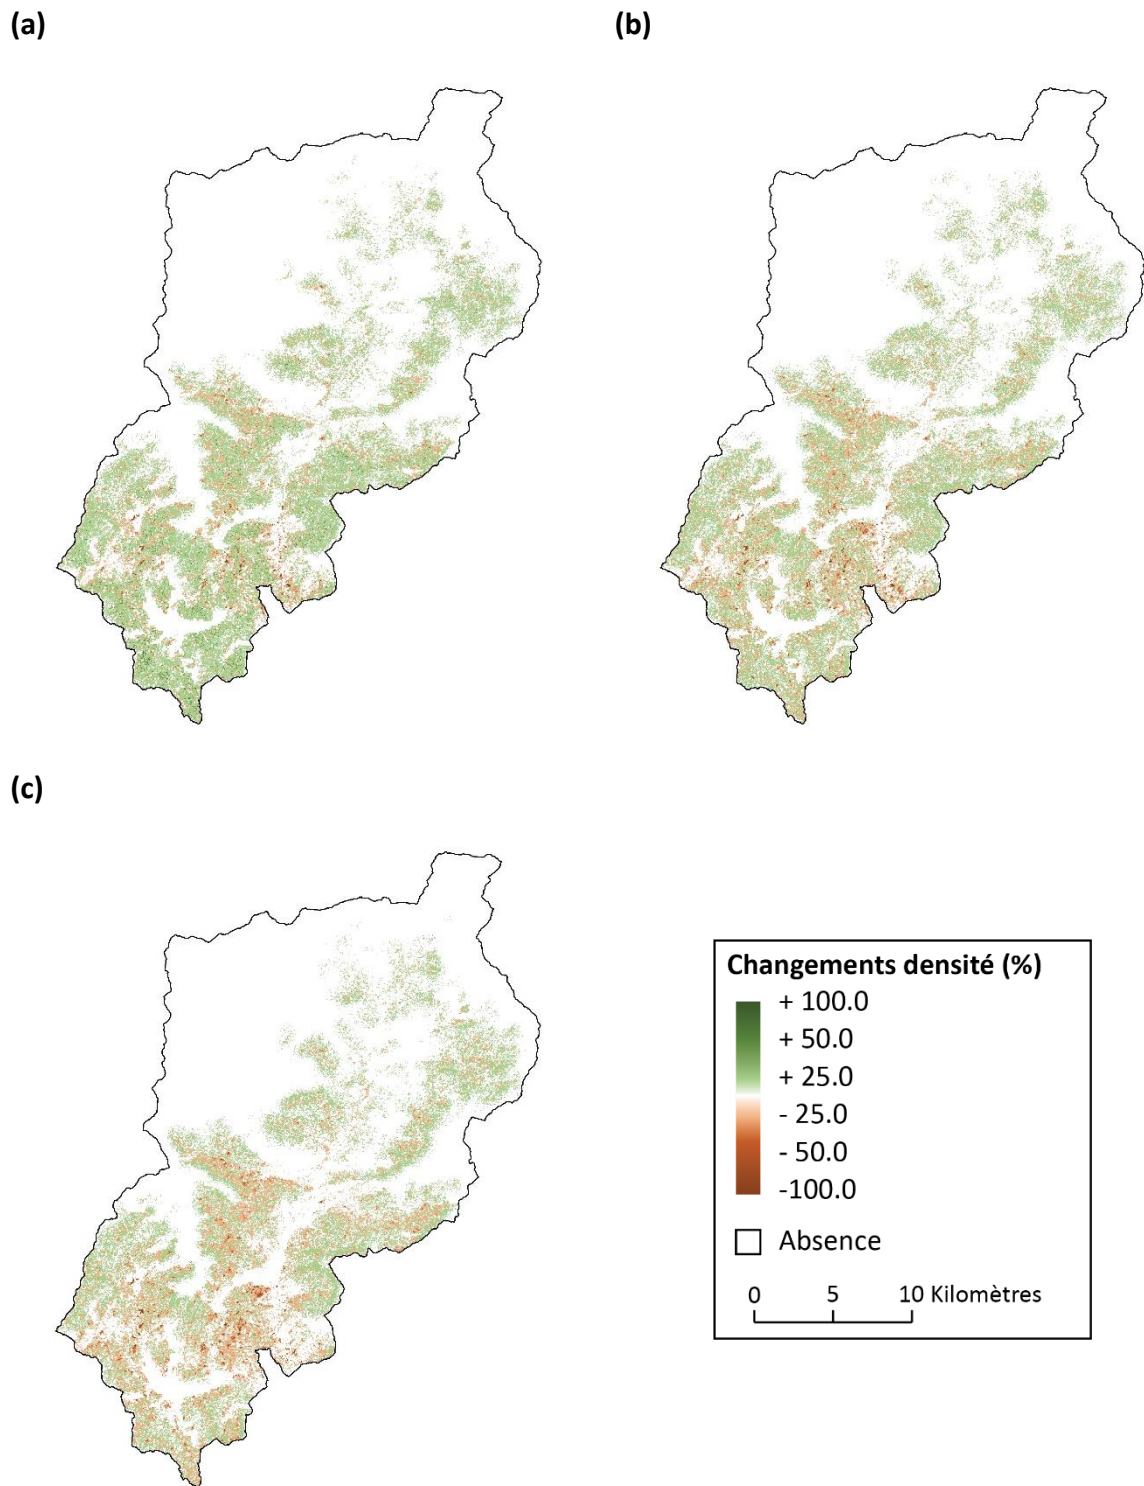 (a)
(b)
(c)
Changements densité (%)
+ 100.0
+ 50.0
+ 25.0
- 25.0
- 50.0
-100.0
Absence
0 5 10 Kilomètres